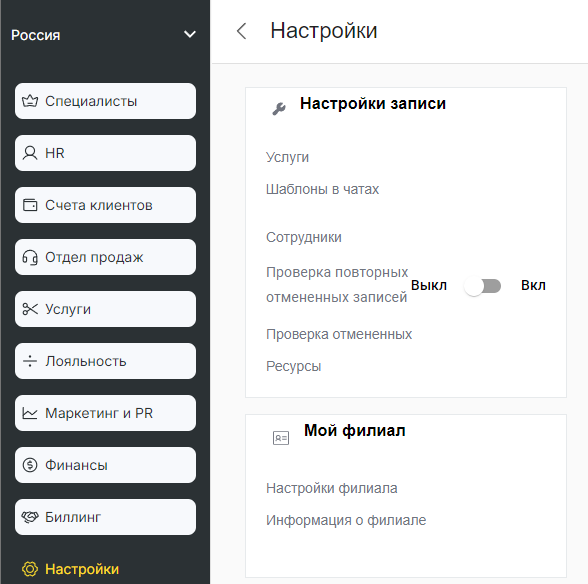 Россия
Специалисты
HR
Счета клиентов
Отдел продаж
Услуги
Лояльность
Маркетинг и PR
Финансы
Биллинг
Настройки
Настройки
Настройки записи
Услуги
Шаблоны в чатах
Сотрудники
Проверка повторных
отмененных записей
Выкл Вкл
Проверка отмененных
Ресурсы
Мой филиал
Настройки филиала
Информация о филиале